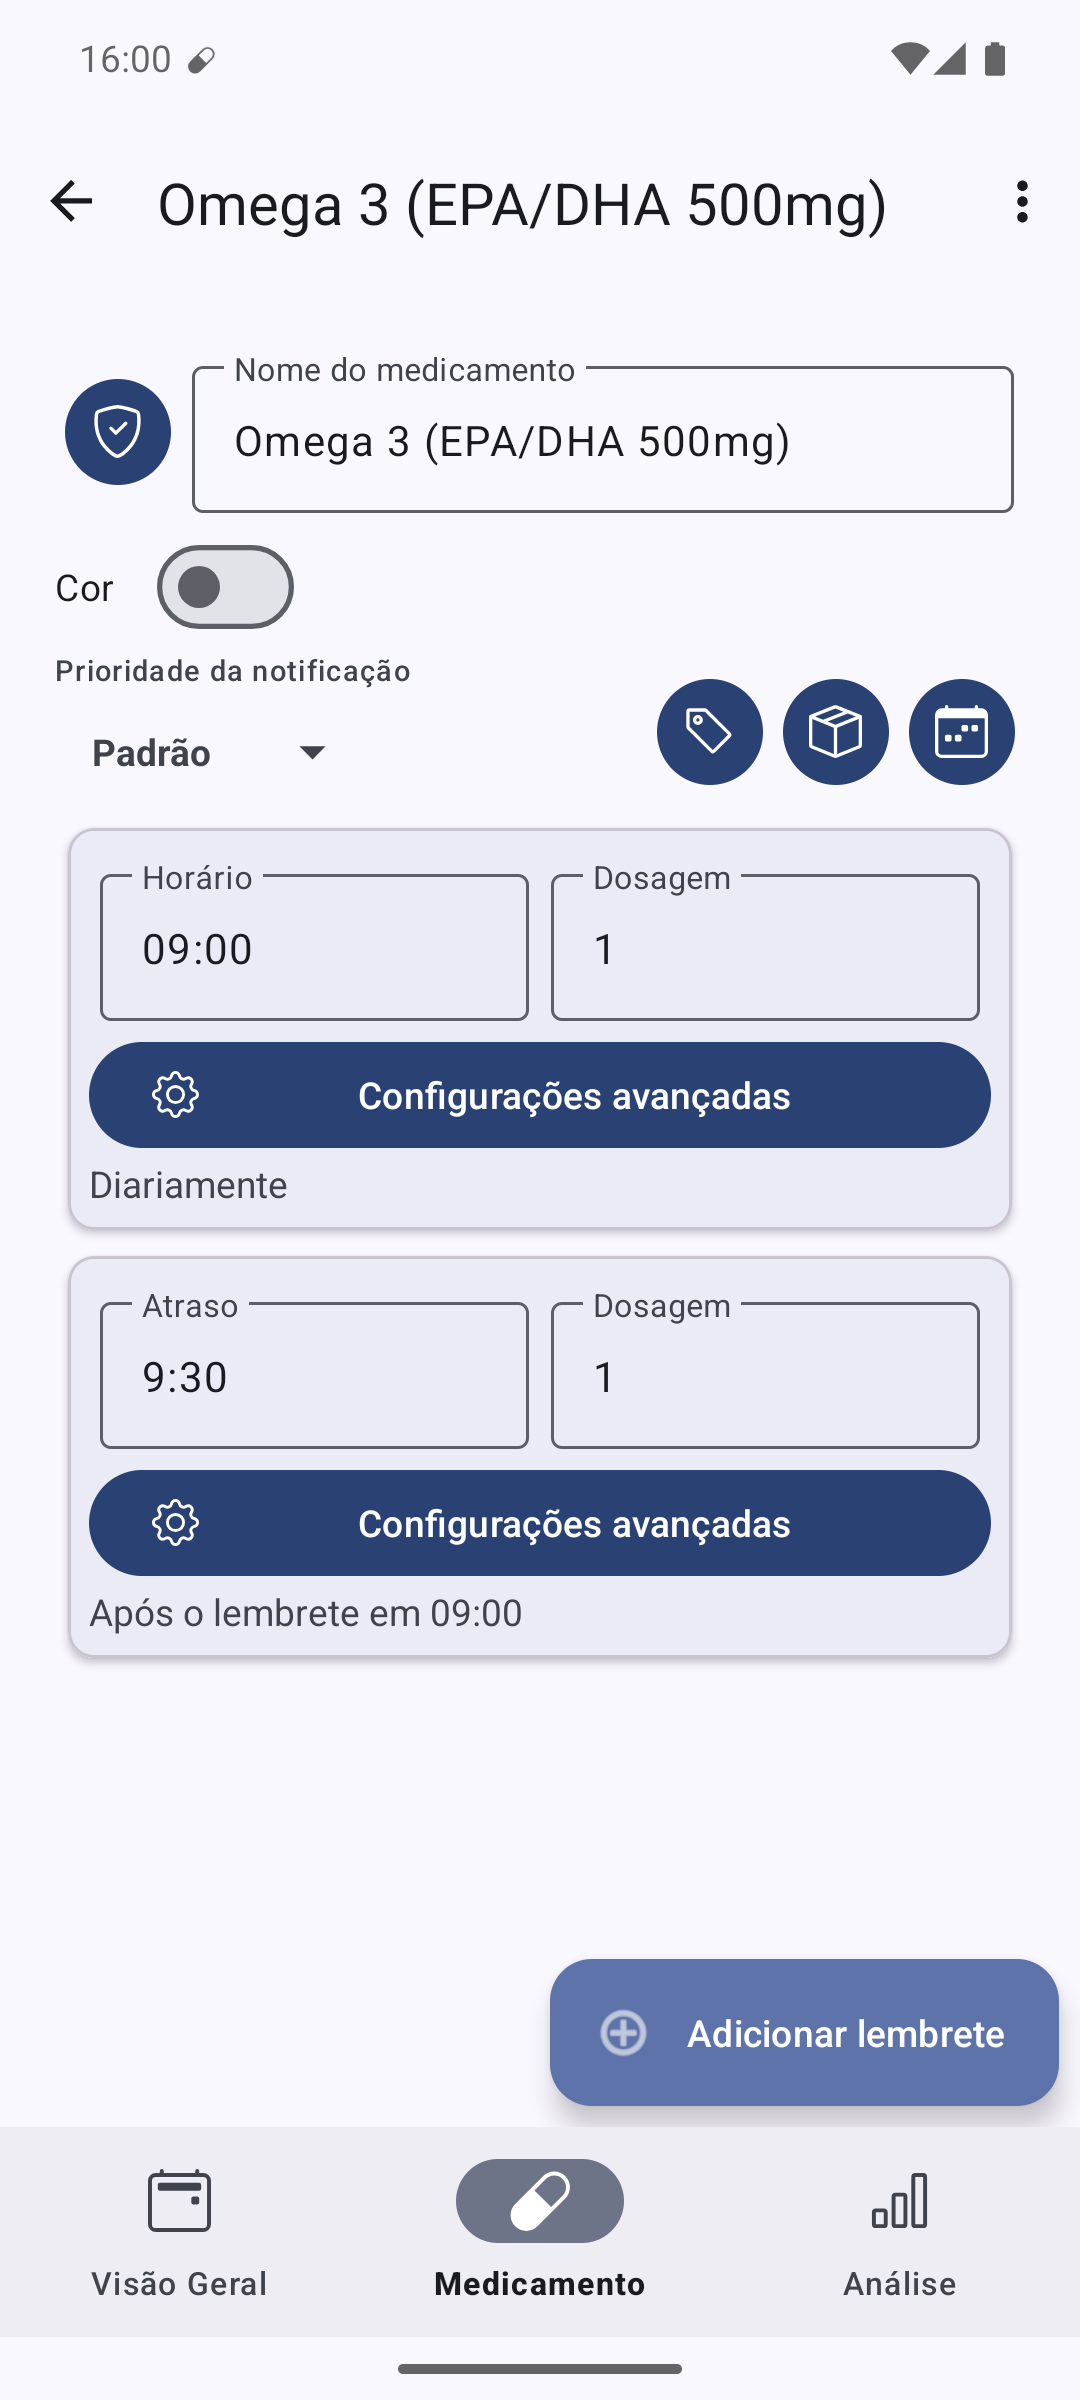 16:00
Omega 3 (EPA/DHA 500mg)
Nome do medicamento
Omega 3 (EPA/DHA 500mg)
Cor
Prioridade da notificação
Padrão
Horário
09:00
Dosagem
1
Configurações avançadas
Diariamente
Atraso
9:30
Dosagem
1
Configurações avançadas
Após o lembrete em 09:00
Adicionar lembrete
Visão Geral
Medicamento
Análise